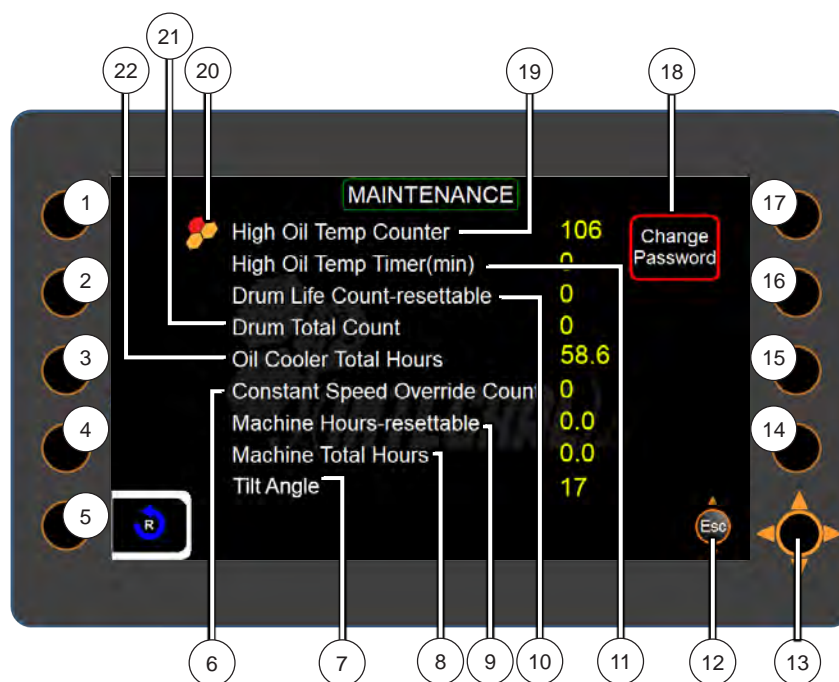 21
22 20 19 18
MAINTENANCE
1 17
High Oil Temp Counter 106
Change
Password
High Oil Temp Timer(min) 0
2 16
Drum Life Count-resettable 0
Drum Total Count 0
3 15
Oil Cooler Total Hours 58.6
Constant Speed Override Count 0
Machine Hours-resettable 0.0
4 14
Machine Total Hours 0.0
Tilt Angle 17
5 R Esc
6 7 8 9 10 11 12 13